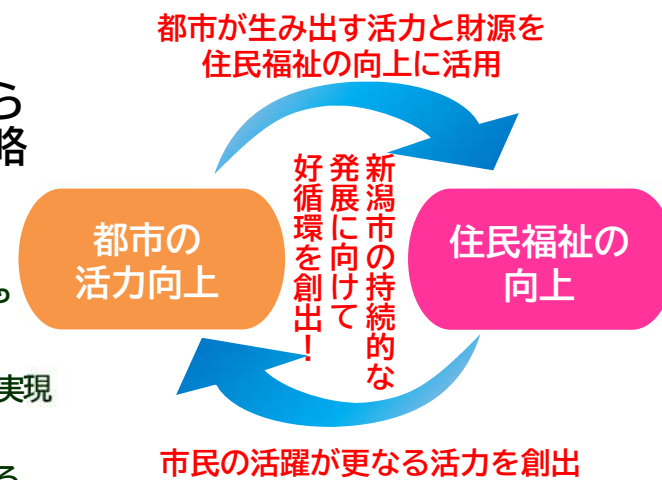 都市が生み出す活力と財源を
住民福祉の向上に活用
ら
略
新潟市の持続的な
発展に向けて
好循環を創出！
都市の
活力向上
住民福祉の
向上
実現
市民の活躍が更なる活力を創出
る